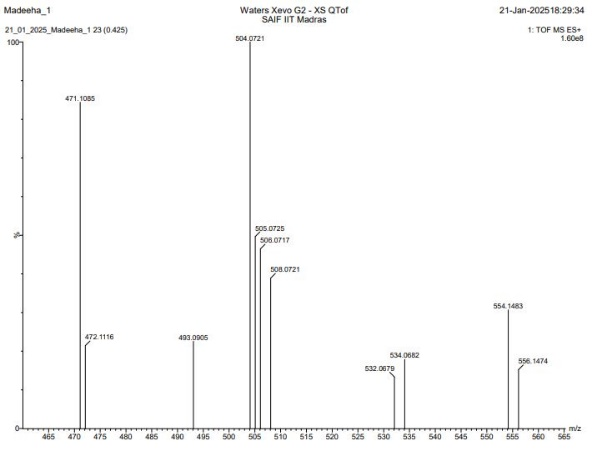 Madeeha_1
Waters Xevo G2 - XS QTof
21-Jan-202518:29:34
SAIF IIT Madras
21_01_2025_Madeeha_1 23 (0.425)
1: TOF MS ES+
1.60e8
100
504.0721
471.1085
505.0725
506.0717
508.0721
%
554.1483
472.1116
493.0905
534.0682
532.0679
556.1474
0
465 470 475 480 485 490 495 500 505 510 515 520 525 530 535 540 545 550 555 560 565 m/z